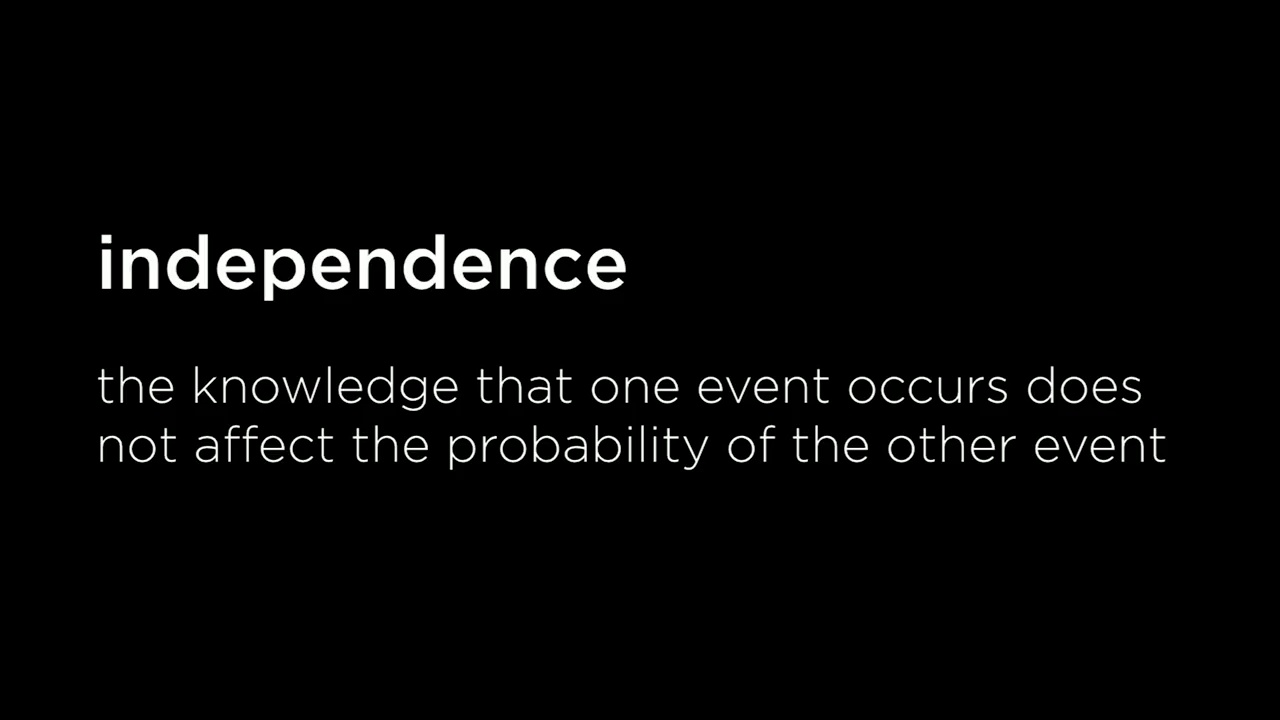 independence
the knowledge that one event occurs does
not affect the probability of the other event